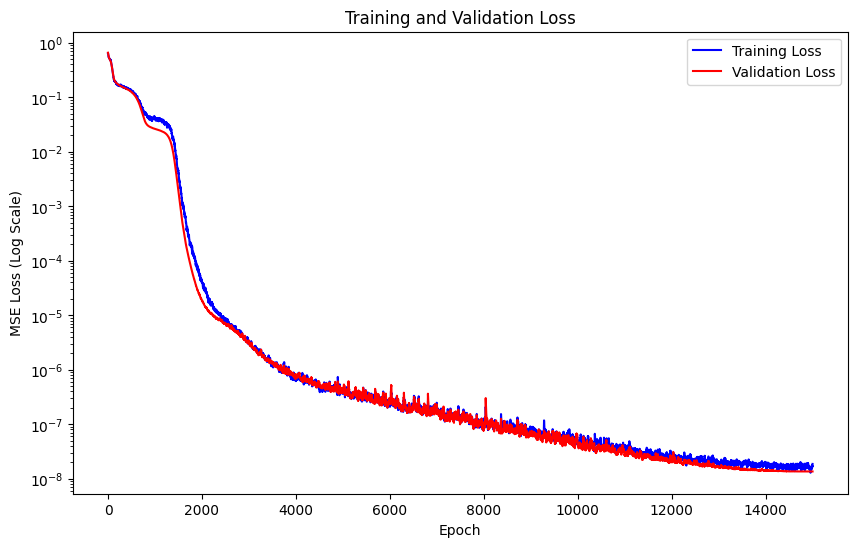 Training and Validation Loss
Training Loss
Validation Loss
MSE Loss (Log Scale)
10^0
10^-1
10^-2
10^-3
10^-4
10^-5
10^-6
10^-7
10^-8
0 2000 4000 6000 8000 10000 12000 14000
Epoch